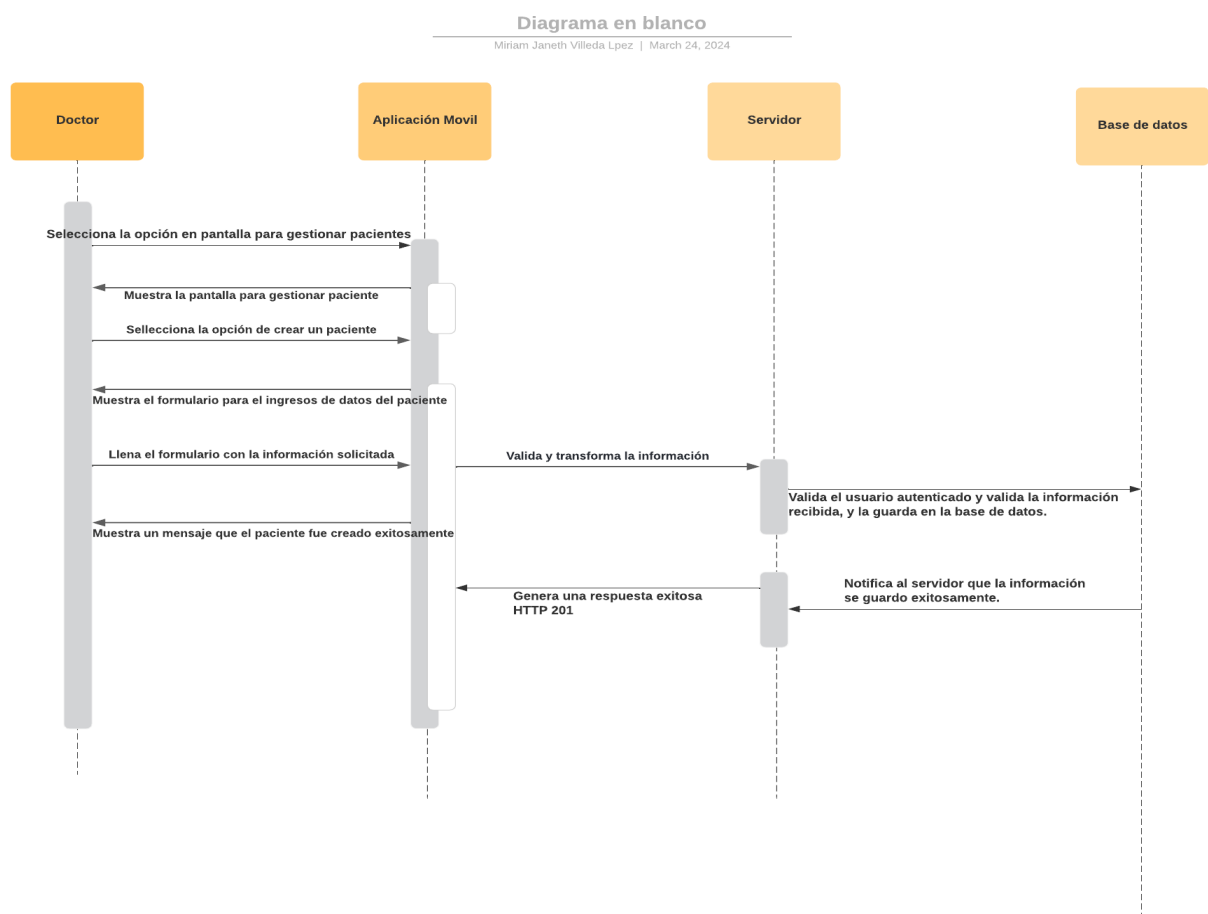 Diagrama en blanco
Miriam Janeth Villeda Lpez | March 24, 2024
Doctor
Aplicación Movil
Servidor
Base de datos
Selecciona la opción en pantalla para gestionar pacientes
Muestra la pantalla para gestionar paciente
Sellecciona la opción de crear un paciente
Muestra el formulario para el ingresos de datos del paciente
Llena el formulario con la información solicitada
Valida y transforma la información
Valida el usuario autenticado y valida la información
recibida, y la guarda en la base de datos.
Muestra un mensaje que el paciente fue creado exitosamente
Notifica al servidor que la información
se guardo exitosamente.
Genera una respuesta exitosa
HTTP 201